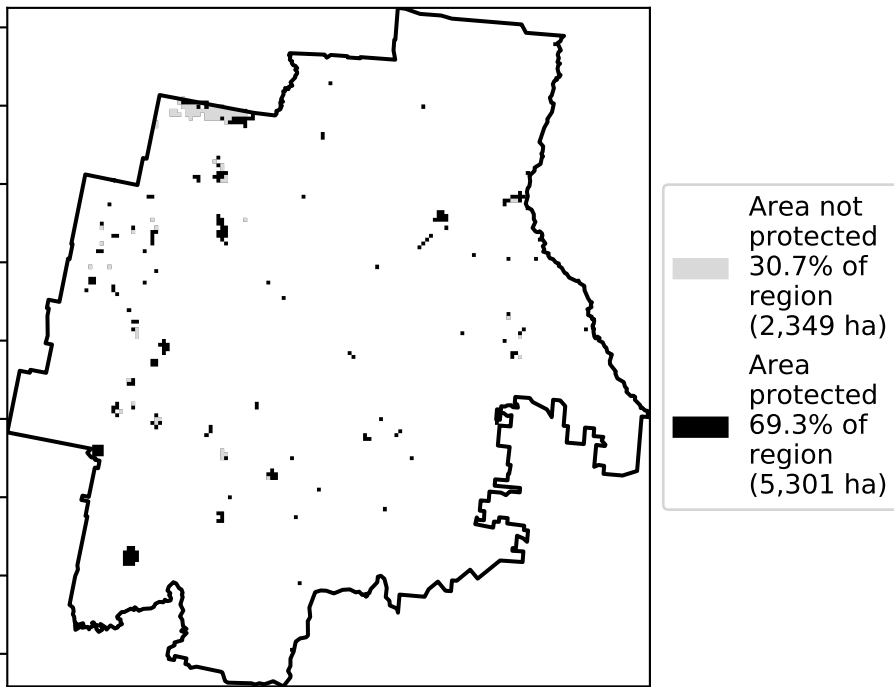 Area not
protected
30.7% of
region
(2,349 ha)
Area
protected
69.3% of
region
(5,301 ha)